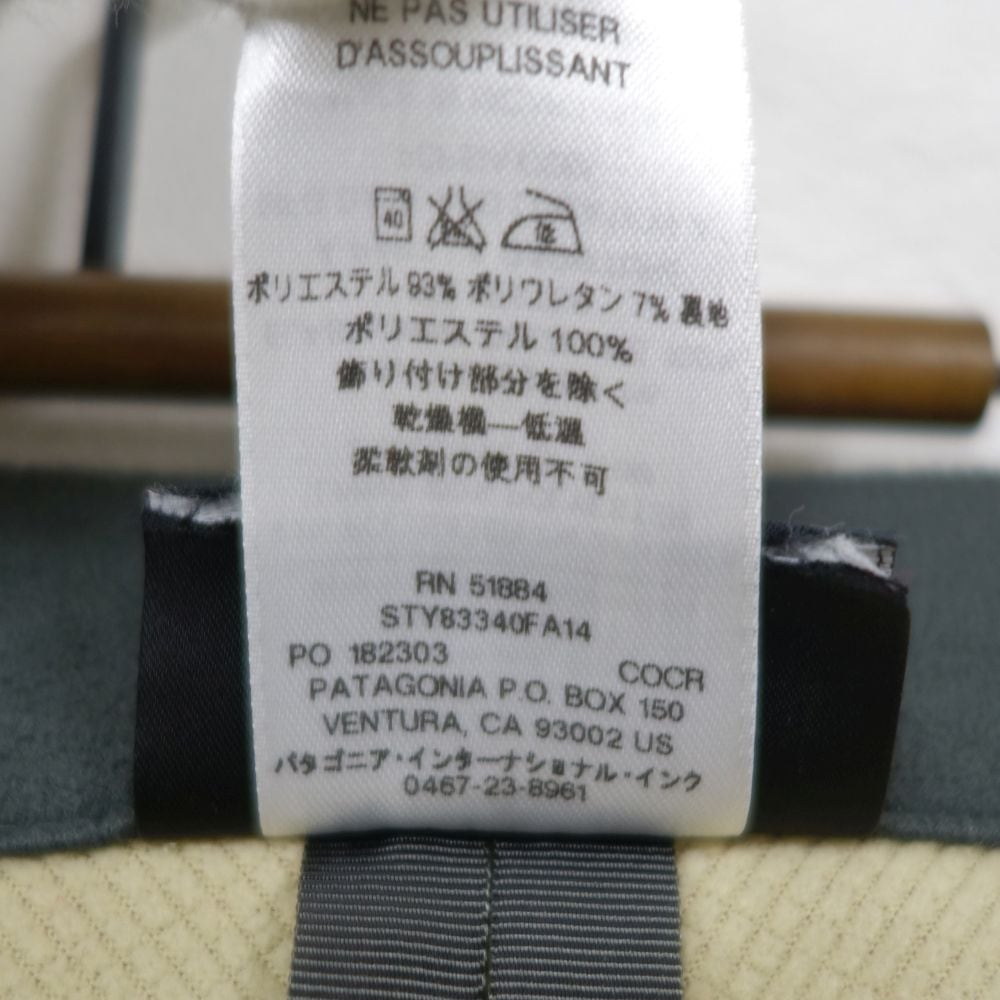 NE PAS UTILISER
D'ASSOUPLISSANT
40 低
ポリエステル 93% ポリウレタン 7% 裏地
ポリエステル 100%
飾り付け部分を除く
乾燥機—低温
柔軟剤の使用不可
RN 51884
STY83340FA14
PO 182303 COCR
PATAGONIA P.O. BOX 150
VENTURA, CA 93002 US
パタゴニア・インターナショナル・インク
0467-23-8961